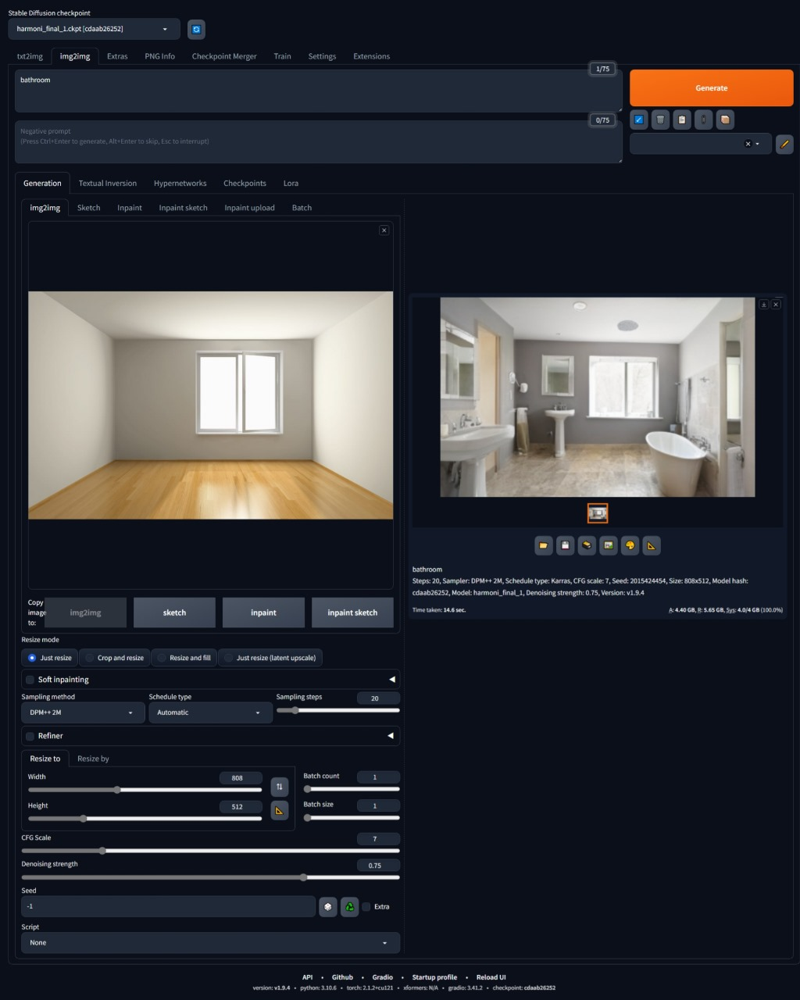 Stable Diffusion checkpoint
harmoni_final_1.ckpt [cdaab26252]
txt2img img2img Extras PNG Info Checkpoint Merger Train Settings Extensions
1/75
bathroom
Generate
0/75
Negative prompt
(Press Ctrl+Enter to generate, Alt+Enter to skip, Esc to interrupt)
Generation Textual Inversion Hypernetworks Checkpoints Lora
img2img Sketch Inpaint Inpaint sketch Inpaint upload Batch
bathroom
Steps: 20, Sampler: DPM++ 2M, Schedule type: Karras, CFG scale: 7, Seed: 2015424454, Size: 808x512, Model hash:
cdaab26252, Model: harmoni_final_1, Denoising strength: 0.75, Version: v1.9.4
Time taken: 14.6 sec.
A: 4.40 GB, R: 5.65 GB, Sys: 4.0/4 GB (100.0%)
Copy
image
to:
img2img sketch inpaint inpaint sketch
Resize mode
Just resize Crop and resize Resize and fill Just resize (latent upscale)
Soft inpainting
Sampling method Schedule type Sampling steps 20
DPM++ 2M Automatic
Refiner
Resize to Resize by
Width 808 Batch count 1
Height 512 Batch size 1
CFG Scale 7
Denoising strength 0.75
Seed
-1 Extra
Script
None
API • Github • Gradio • Startup profile • Reload UI
version: v1.9.4 • python: 3.10.6 • torch: 2.1.2+cu121 • xformers: N/A • gradio: 3.41.2 • checkpoint: cdaab26252